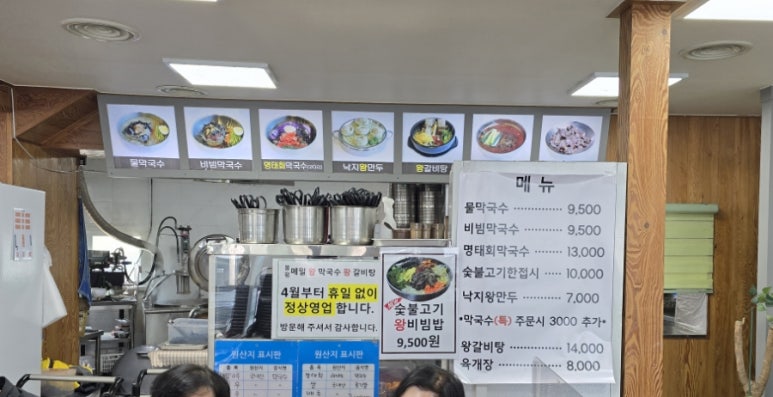 물막국수
비빔막국수
명태회막국수
낙지왕만두
왕갈비탕
메뉴
물막국수 ············ 9,500
비빔막국수 ············ 9,500
명태회막국수 ············ 13,000
숯불고기한접시 ······ 10,000
낙지왕만두 ············ 7,000
*막국수(특) 주문시 3000 추가*
왕갈비탕 ············ 14,000
육개장 ············ 8,000
메밀 왕 막국수 왕 갈비탕
4월부터 휴일 없이
정상영업 합니다.
방문해 주셔서 감사합니다.
숯불고기
왕비빔밥
9,500원
원산지 표시판
원산지 표시판